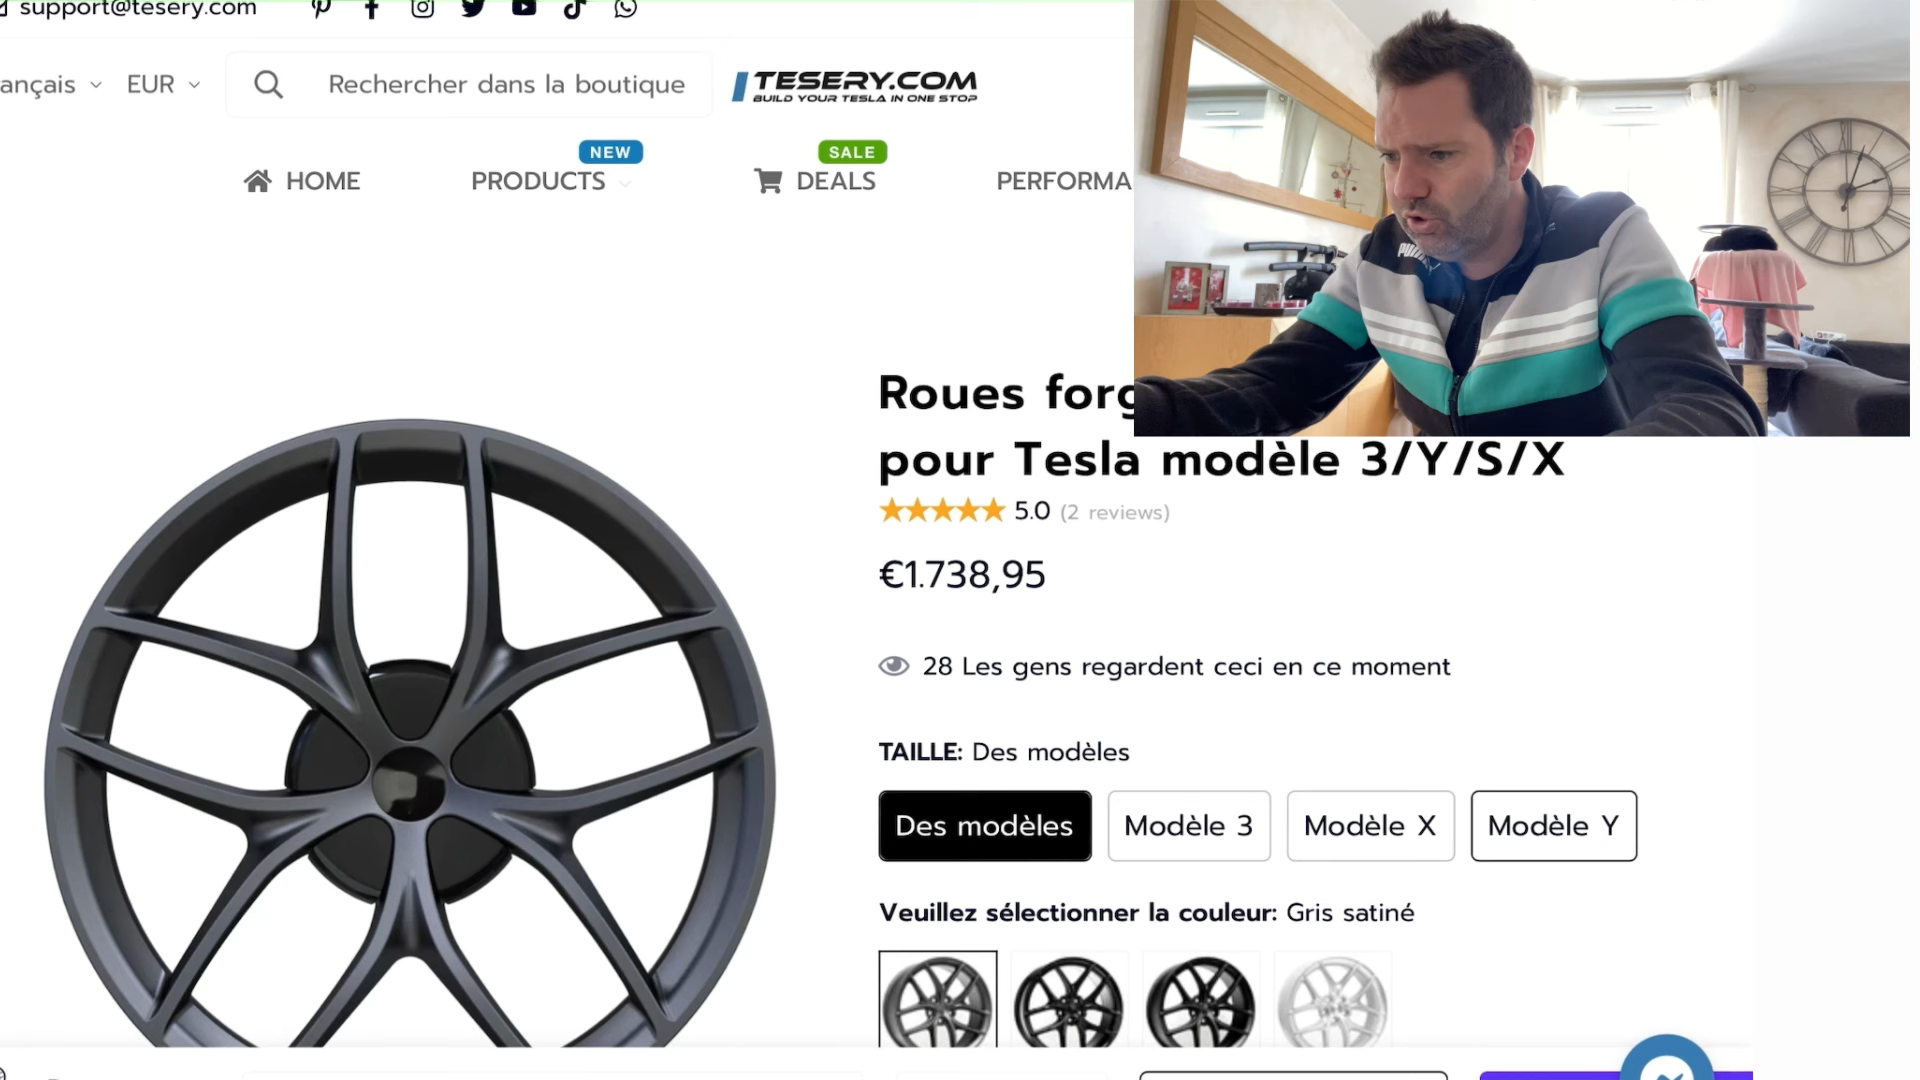 support@tesery.com
ançais
EUR
Rechercher dans la boutique
TESERY.COM
BUILD YOUR TESLA IN ONE STOP
NEW
SALE
HOME
PRODUCTS
DEALS
PERFORMA
PUMA
Roues forg
pour Tesla modèle 3/Y/S/X
5.0 (2 reviews)
€1.738,95
28 Les gens regardent ceci en ce moment
TAILLE: Des modèles
Des modèles
Modèle 3
Modèle X
Modèle Y
Veuillez sélectionner la couleur: Gris satiné